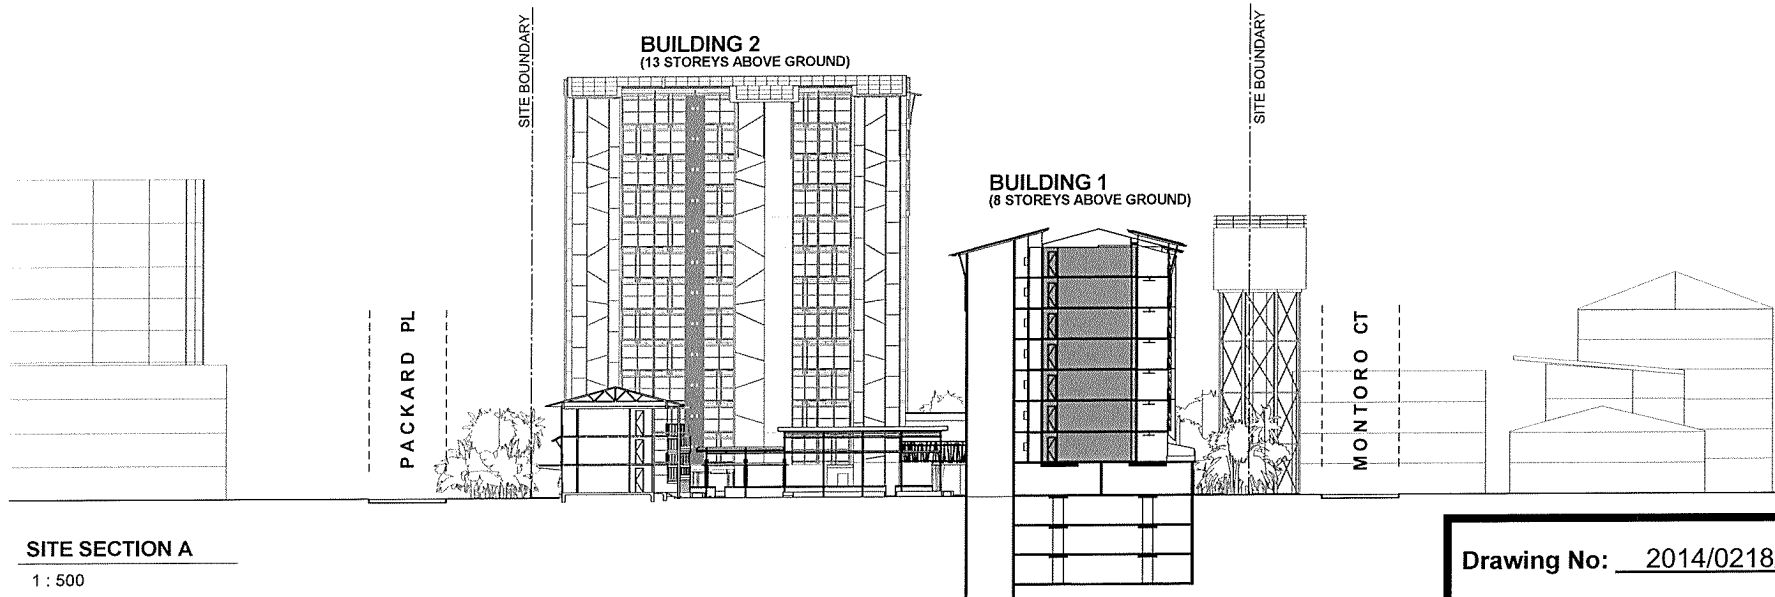 SITE BOUNDARY
BUILDING 2
(13 STOREYS ABOVE GROUND)
SITE BOUNDARY
BUILDING 1
(8 STOREYS ABOVE GROUND)
PACKARD PL
MONTORO CT
SITE SECTION A
1 : 500
Drawing No: 2014/0218